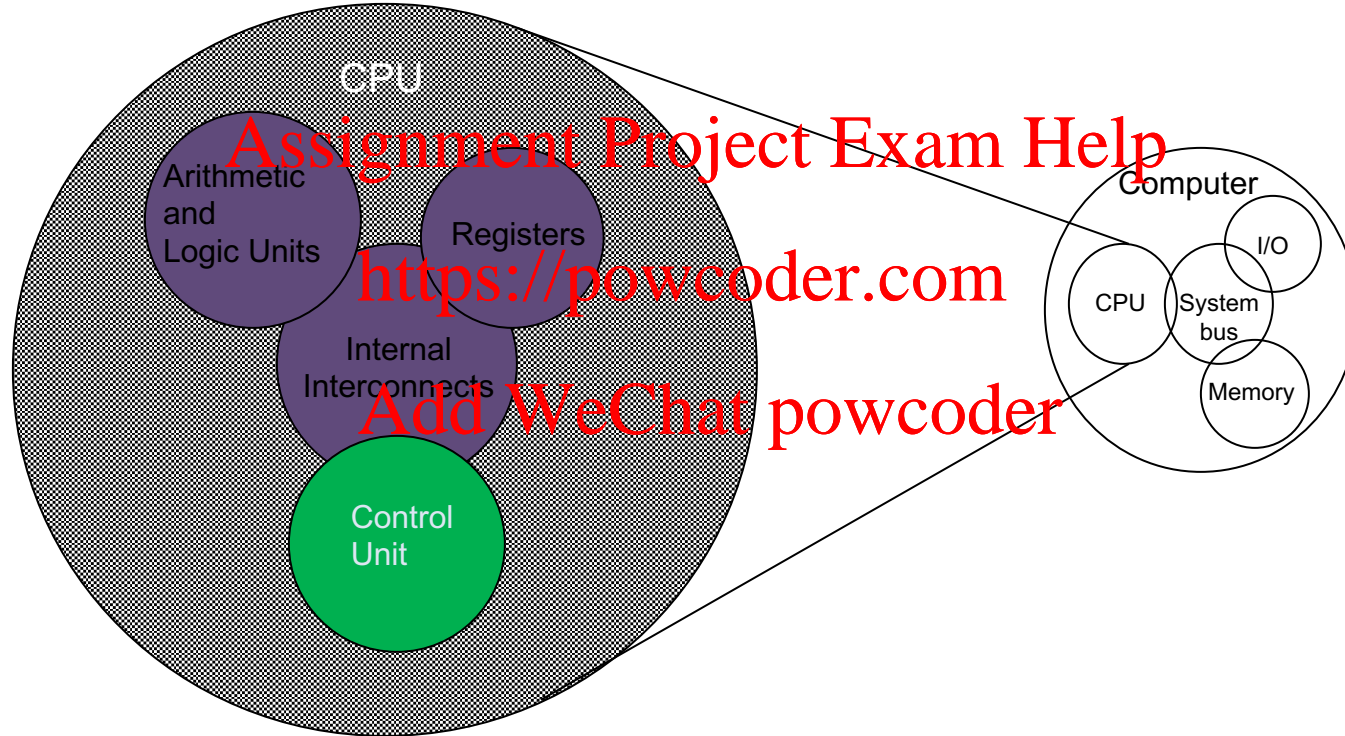 CPU
Assignment Project Exam Help
Arithmetic
and
Logic Units
Registers
https://powcoder.com
Internal
Interconnects
Add WeChat powcoder
Control
Unit
Computer
I/O
CPU
System
bus
Memory